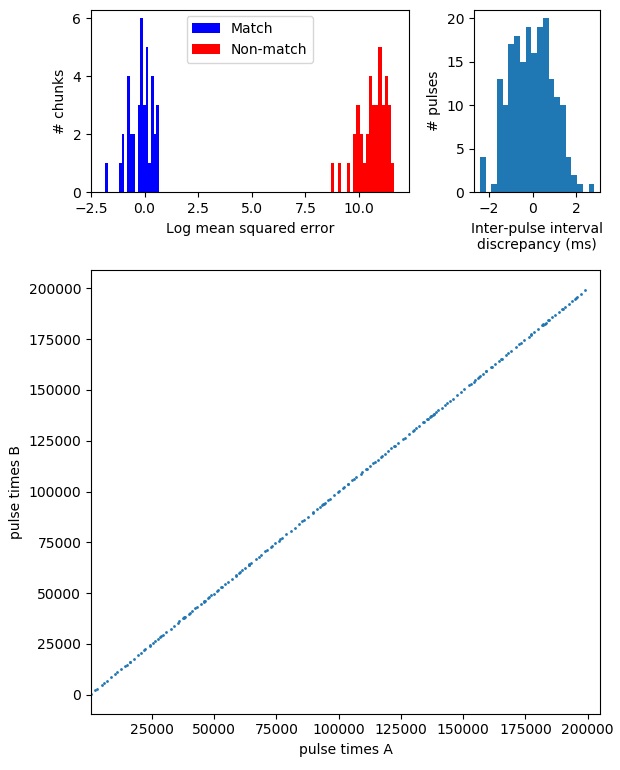 6
4
2
0
# chunks
Match
Non-match
−2.5 0.0 2.5 5.0 7.5 10.0
Log mean squared error
20
15
10
5
0
# pulses
−2 0 2
Inter-pulse interval
discrepancy (ms)
200000
175000
150000
125000
100000
75000
50000
25000
0
pulse times B
25000 50000 75000 100000 125000 150000 175000 200000
pulse times A